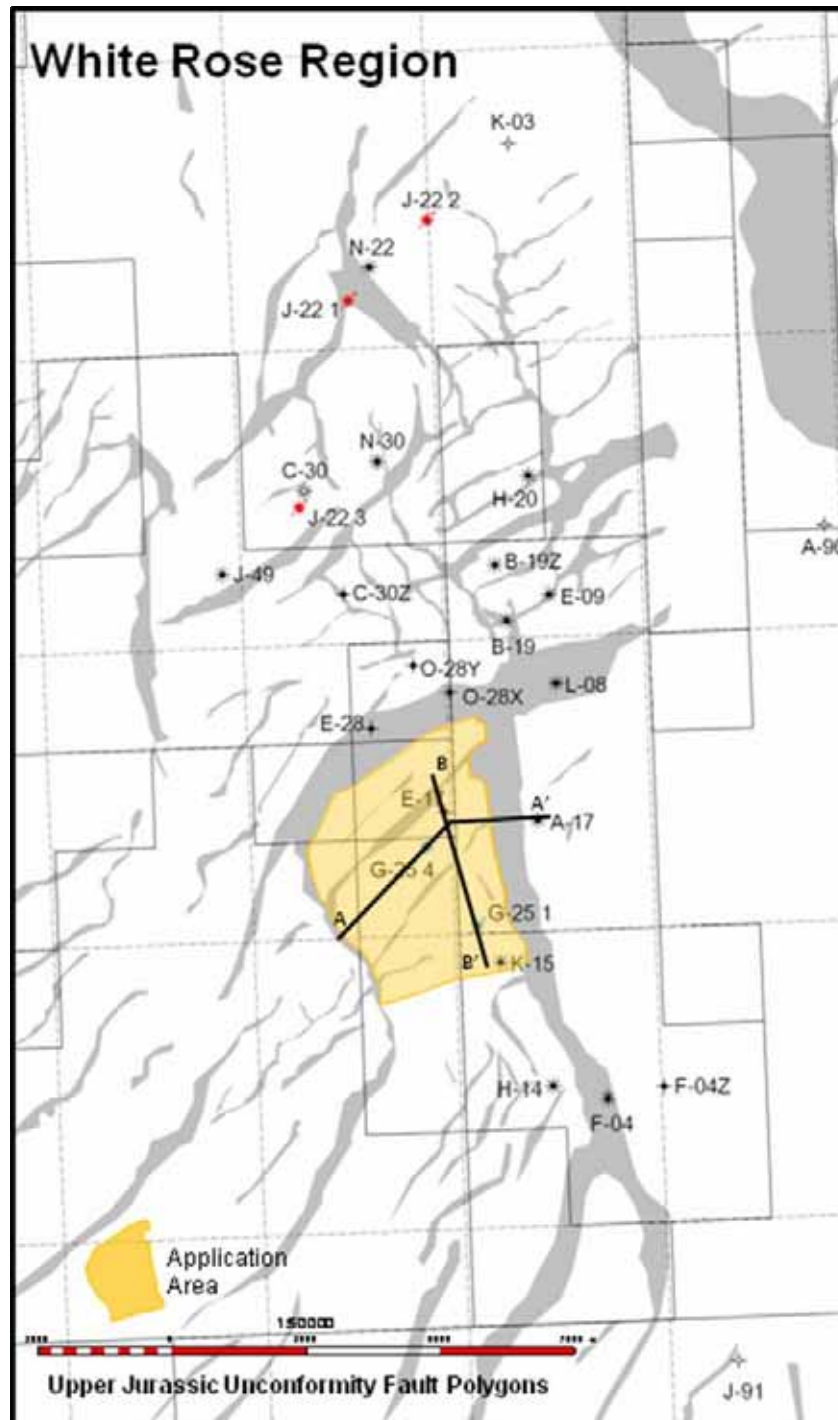 White Rose Region
K-03
J-22 2
N-22
J-22 1
N-30
C-30
H-20
J-22 3
A-90
B-19Z
J-49
C-30Z
E-09
B-19
O-28Y
L-08
O-28X
E-28
B
A'
A-17
G-25 4
A
G-25 1
B'
K-15
H-14
F-04Z
F-04
Application
Area
150000
Upper Jurassic Unconformity Fault Polygons
J-91